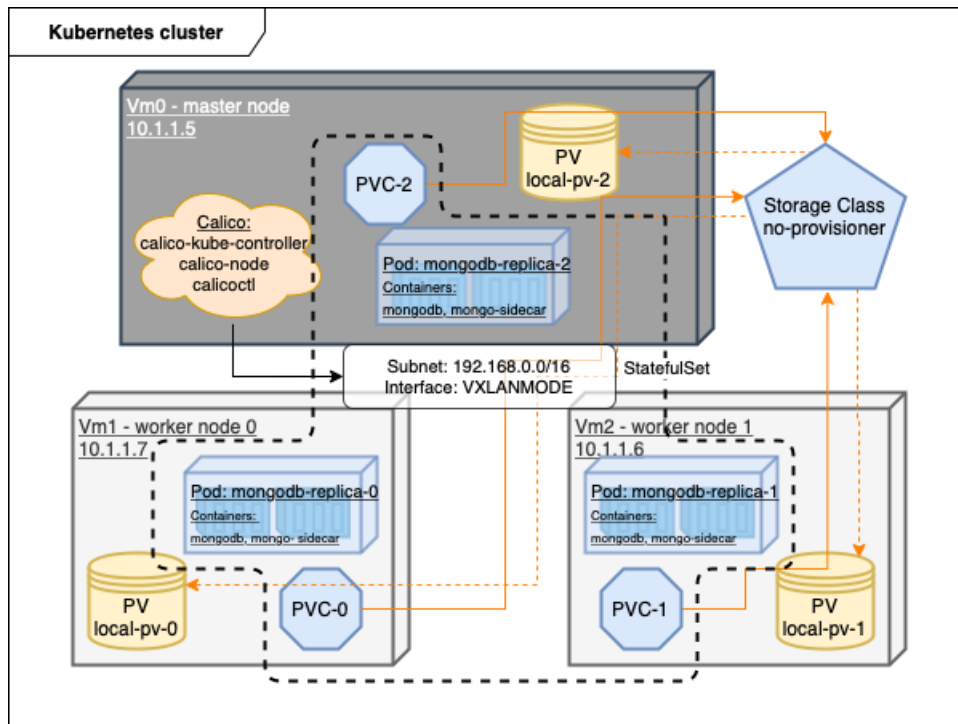 Kubernetes cluster
Vm0 - master node
10.1.1.5
PVC-2
PV
local-pv-2
Storage Class
no-provisioner
Calico:
calico-kube-controller
calico-node
calicoctl
Pod: mongodb-replica-2
Containers:
mongodb, mongo-sidecar
Subnet: 192.168.0.0/16
Interface: VXLANMODE
StatefulSet
Vm1 - worker node 0
10.1.1.7
Pod: mongodb-replica-0
Containers:
mongodb, mongo- sidecar
PV
local-pv-0
PVC-0
Vm2 - worker node 1
10.1.1.6
Pod: mongodb-replica-1
Containers:
mongodb, mongo-sidecar
PVC-1
PV
local-pv-1